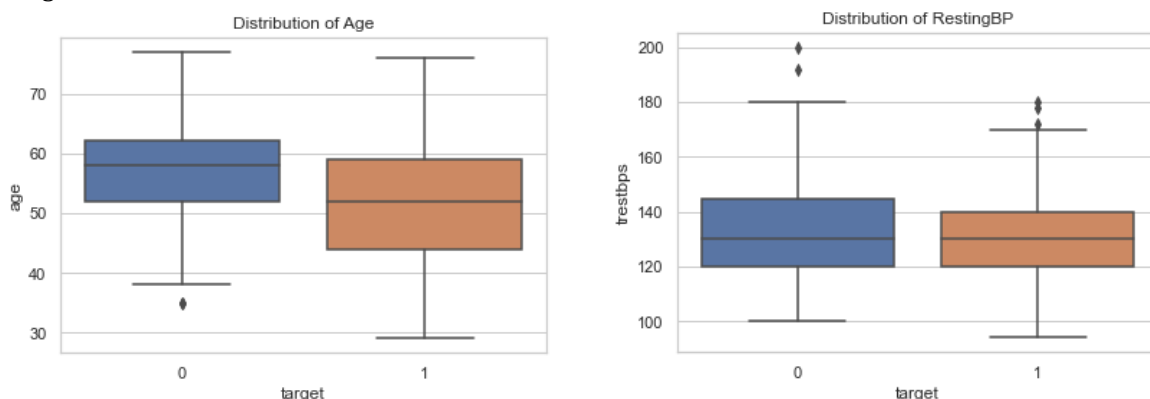 Distribution of Age
70
60
50
40
30
age
0
1
target
Distribution of RestingBP
200
180
160
140
120
100
trestbps
0
1
target